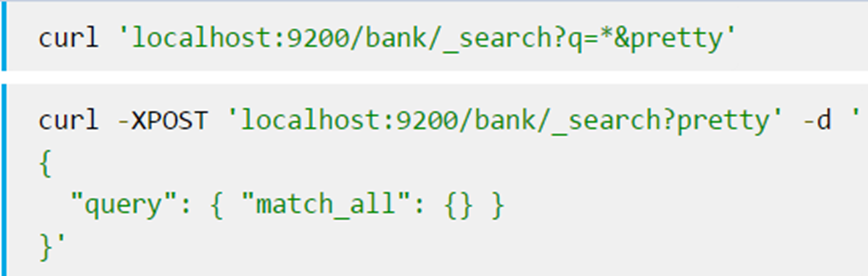 curl 'localhost:9200/bank/_search?q=*&pretty'
curl -XPOST 'localhost:9200/bank/_search?pretty' -d '
{
  "query": { "match_all": {} }
}'